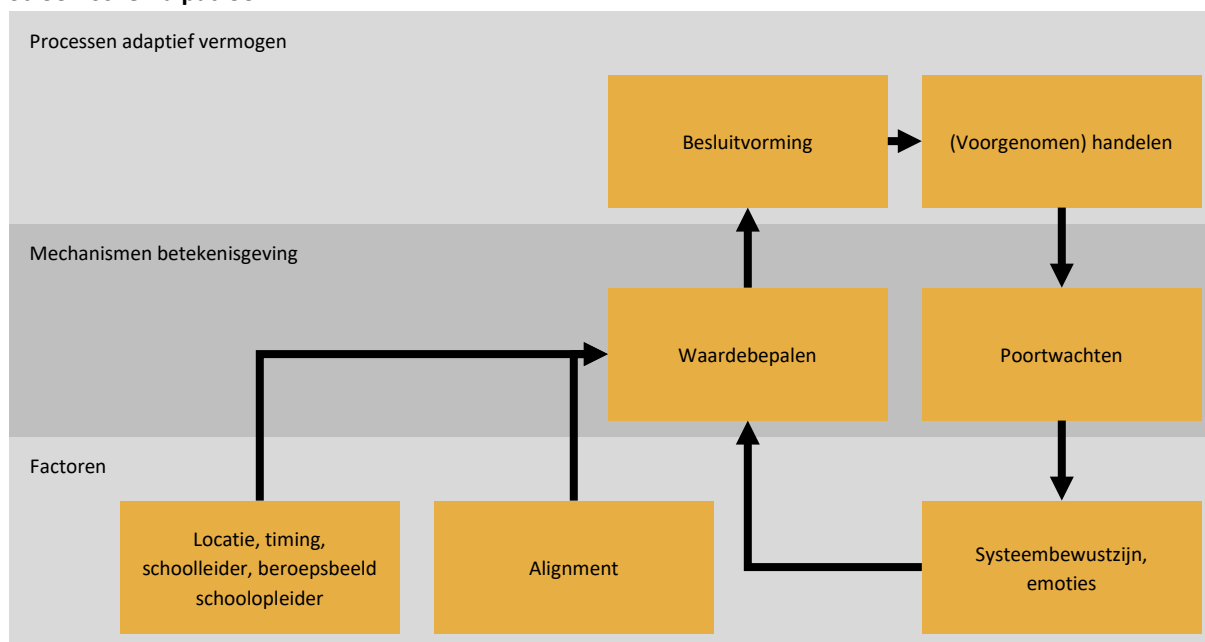 Processen adaptief vermogen
Besluitvorming
(Voorgenomen) handelen
Mechanismen betekenisgeving
Waardebepalen
Poortwachten
Factoren
Locatie, timing,
schoolleider, beroepsbeeld
schoolopleider
Alignment
Systeembewustzijn,
emoties